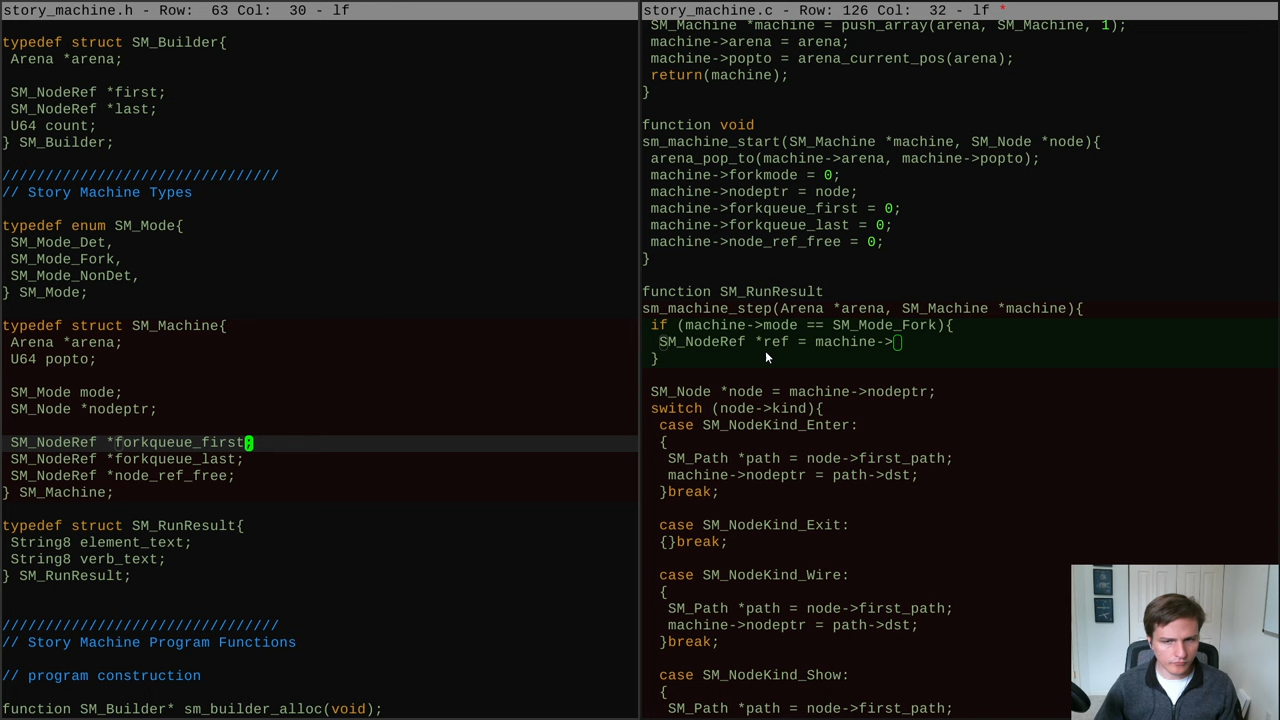 story_machine.h - Row:  63 Col:  30 - lf
typedef struct SM_Builder{
 Arena *arena;
 SM_NodeRef *first;
 SM_NodeRef *last;
 U64 count;
} SM_Builder;
////////////////////////////////
// Story Machine Types
typedef enum SM_Mode{
 SM_Mode_Det,
 SM_Mode_Fork,
 SM_Mode_NonDet,
} SM_Mode;
typedef struct SM_Machine{
 Arena *arena;
 U64 popto;
 SM_Mode mode;
 SM_Node *nodeptr;
 SM_NodeRef *forkqueue_first;
 SM_NodeRef *forkqueue_last;
 SM_NodeRef *node_ref_free;
} SM_Machine;
typedef struct SM_RunResult{
 String8 element_text;
 String8 verb_text;
} SM_RunResult;
////////////////////////////////
// Story Machine Program Functions
// program construction
function SM_Builder* sm_builder_alloc(void);
story_machine.c - Row: 126 Col:  32 - lf *
 SM_Machine *machine = push_array(arena, SM_Machine, 1);
 machine->arena = arena;
 machine->popto = arena_current_pos(arena);
 return(machine);
}
function void
sm_machine_start(SM_Machine *machine, SM_Node *node){
 arena_pop_to(machine->arena, machine->popto);
 machine->forkmode = 0;
 machine->nodeptr = node;
 machine->forkqueue_first = 0;
 machine->forkqueue_last = 0;
 machine->node_ref_free = 0;
}
function SM_RunResult
sm_machine_step(Arena *arena, SM_Machine *machine){
 if (machine->mode == SM_Mode_Fork){
  SM_NodeRef *ref = machine->
 }
 SM_Node *node = machine->nodeptr;
 switch (node->kind){
  case SM_NodeKind_Enter:
  {
   SM_Path *path = node->first_path;
   machine->nodeptr = path->dst;
  }break;
  case SM_NodeKind_Exit:
  {}break;
  case SM_NodeKind_Wire:
  {
   SM_Path *path = node->first_path;
   machine->nodeptr = path->dst;
  }break;
  case SM_NodeKind_Show:
  {
   SM_Path *path = node->first_path;